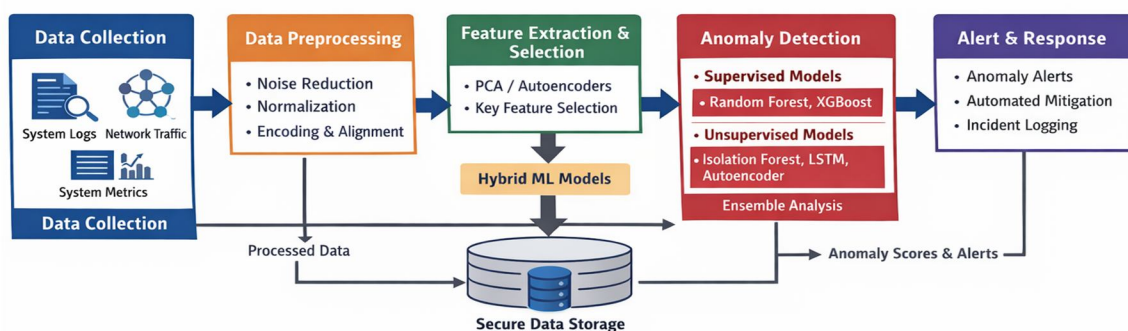 Data Collection
System Logs
Network Traffic
System Metrics
Data Collection
Data Preprocessing
• Noise Reduction
• Normalization
• Encoding & Alignment
Processed Data
Feature Extraction &
Selection
• PCA / Autoencoders
• Key Feature Selection
Hybrid ML Models
Secure Data Storage
Anomaly Detection
• Supervised Models
• Random Forest, XGBoost
• Unsupervised Models
• Isolation Forest, LSTM,
Autoencoder
Ensemble Analysis
Alert & Response
• Anomaly Alerts
• Automated Mitigation
• Incident Logging
Anomaly Scores & Alerts